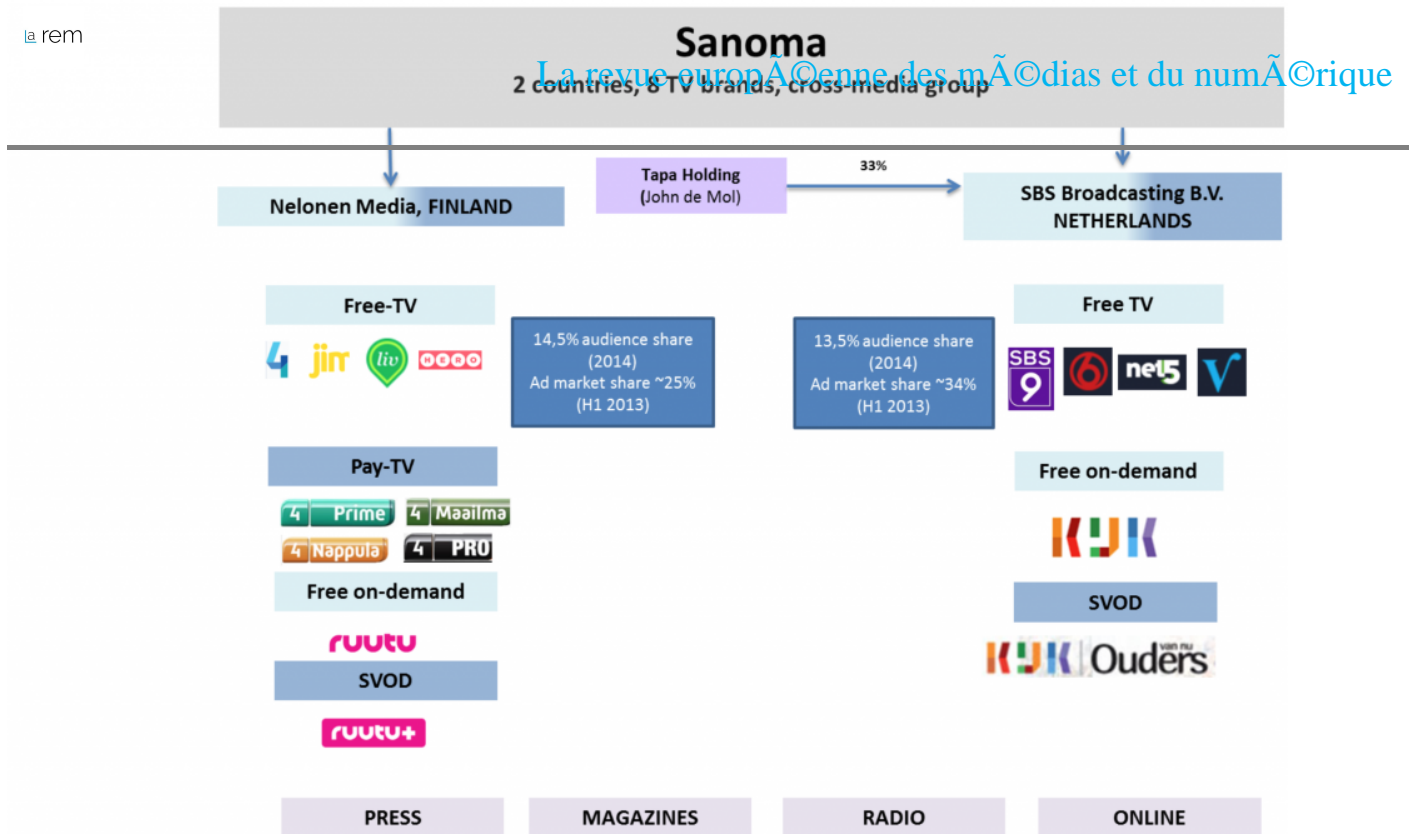 la rem
Sanoma
La revue europÃ©enne des mÃ©dias et du numÃ©rique
2 countries, 8 TV brands, cross-media group
Tapa Holding
(John de Mol)
33%
Nelonen Media, FINLAND
SBS Broadcasting B.V.
NETHERLANDS
Free-TV
4 jim liv HERO
14,5% audience share
(2014)
Ad market share ~25%
(H1 2013)
13,5% audience share
(2014)
Ad market share ~34%
(H1 2013)
Free TV
SBS
9
6 net5 V
Pay-TV
4 Prime 4 Maailma
4 Nappula 4 PRO
Free on-demand
ruutu
SVOD
ruutu+
Free on-demand
KIJK
SVOD
KIJK Ouders
van nu
PRESS MAGAZINES RADIO ONLINE